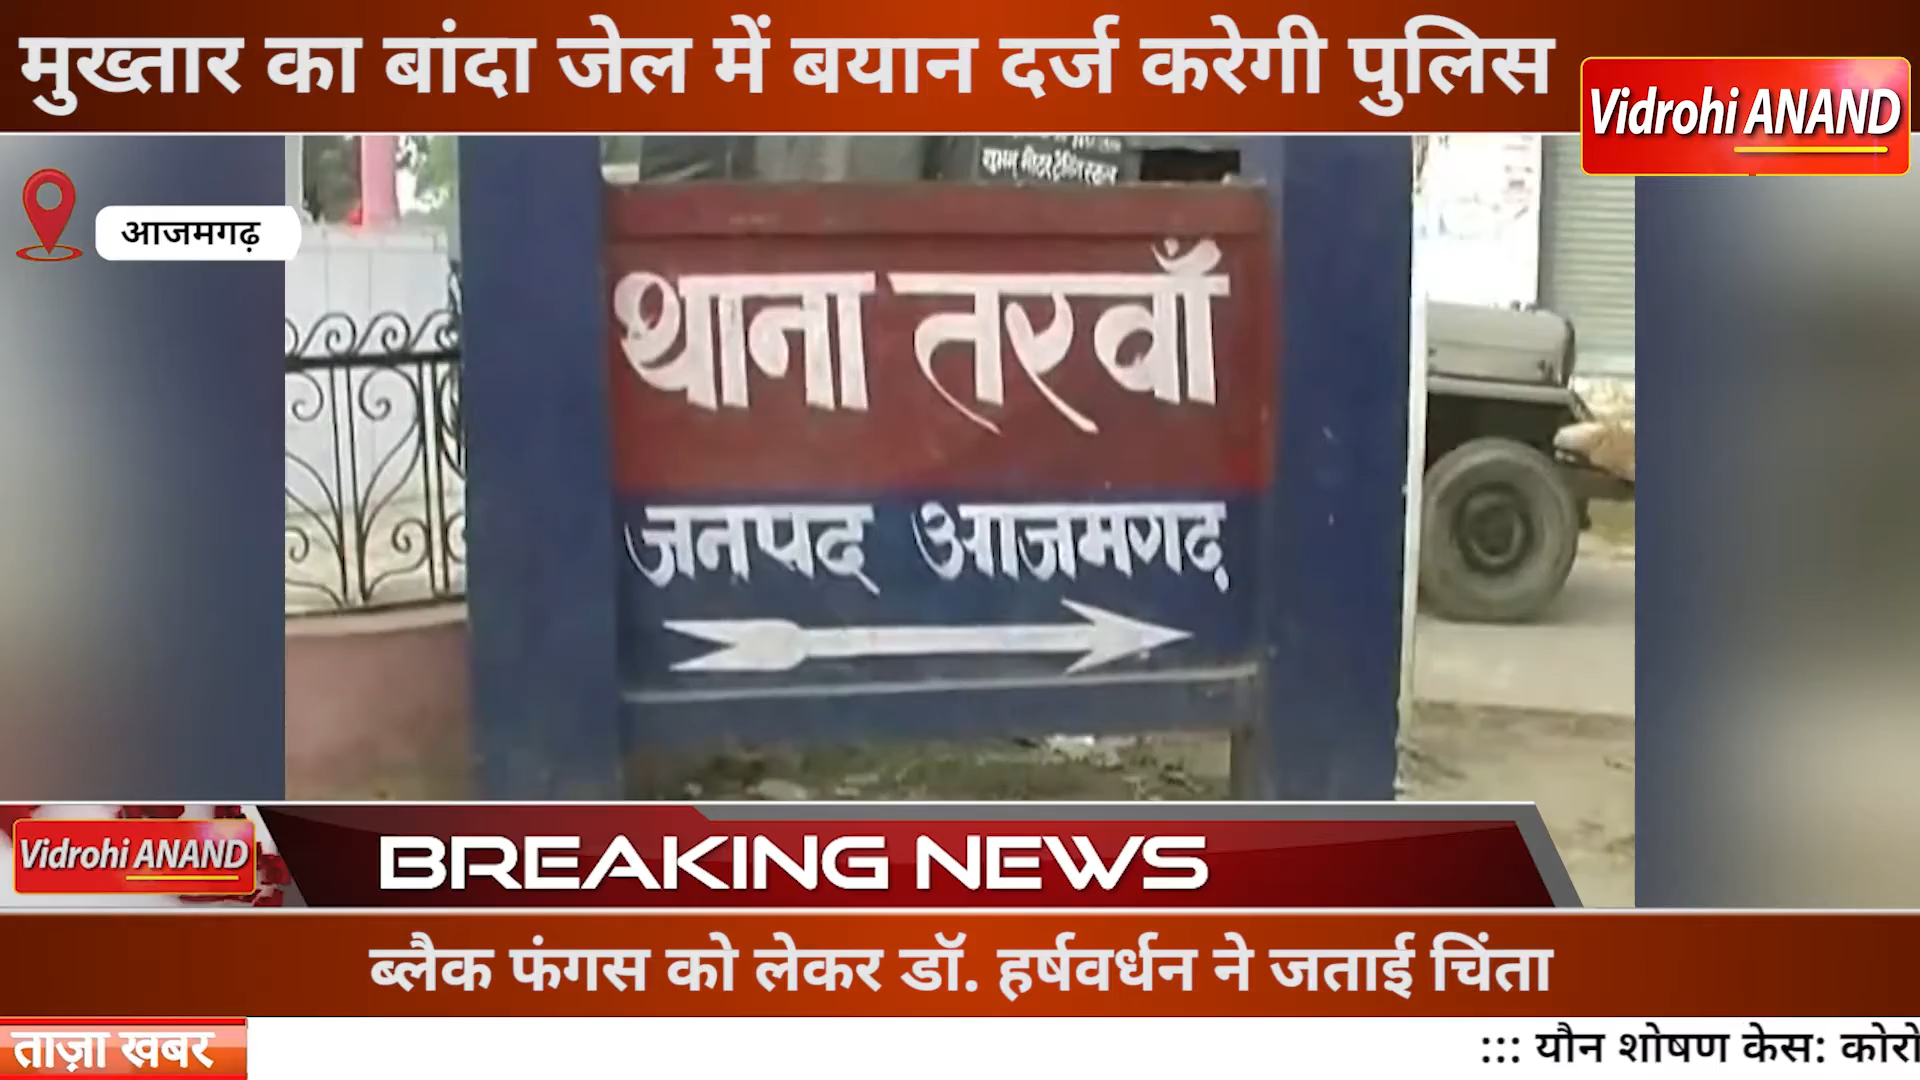 मुख्तार का बांदा जेल में बयान दर्ज करेगी पुलिस
Vidrohi ANAND
आजमगढ़
थाना तरवाँ
जनपद आजमगढ़
Vidrohi ANAND
BREAKING NEWS
ब्लैक फंगस को लेकर डॉ. हर्षवर्धन ने जताई चिंता
ताज़ा खबर
::: यौन शोषण केस: कोरो